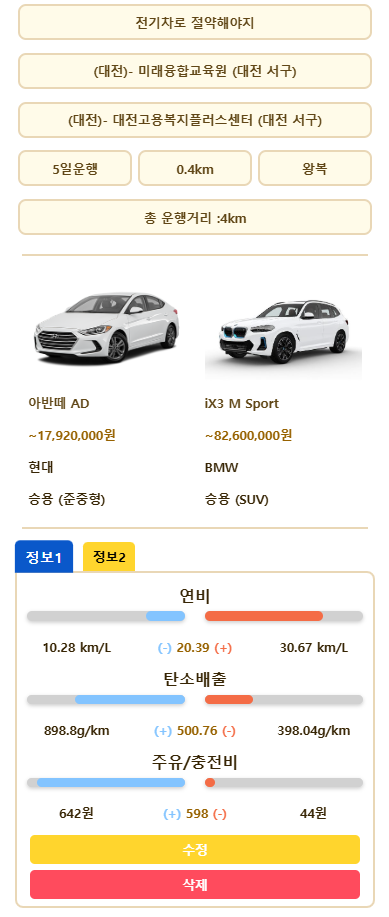 전기차로 절약해야지
(대전)- 미래융합교육원 (대전 서구)
(대전)- 대전고용복지플러스센터 (대전 서구)
5일운행 0.4km 왕복
총 운행거리 :4km
아반떼 AD iX3 M Sport
~17,920,000원 ~82,600,000원
현대 BMW
승용 (준중형) 승용 (SUV)
정보1 정보2
연비
10.28 km/L (-) 20.39 (+) 30.67 km/L
탄소배출
898.8g/km (+) 500.76 (-) 398.04g/km
주유/충전비
642원 (+) 598 (-) 44원
수정
삭제